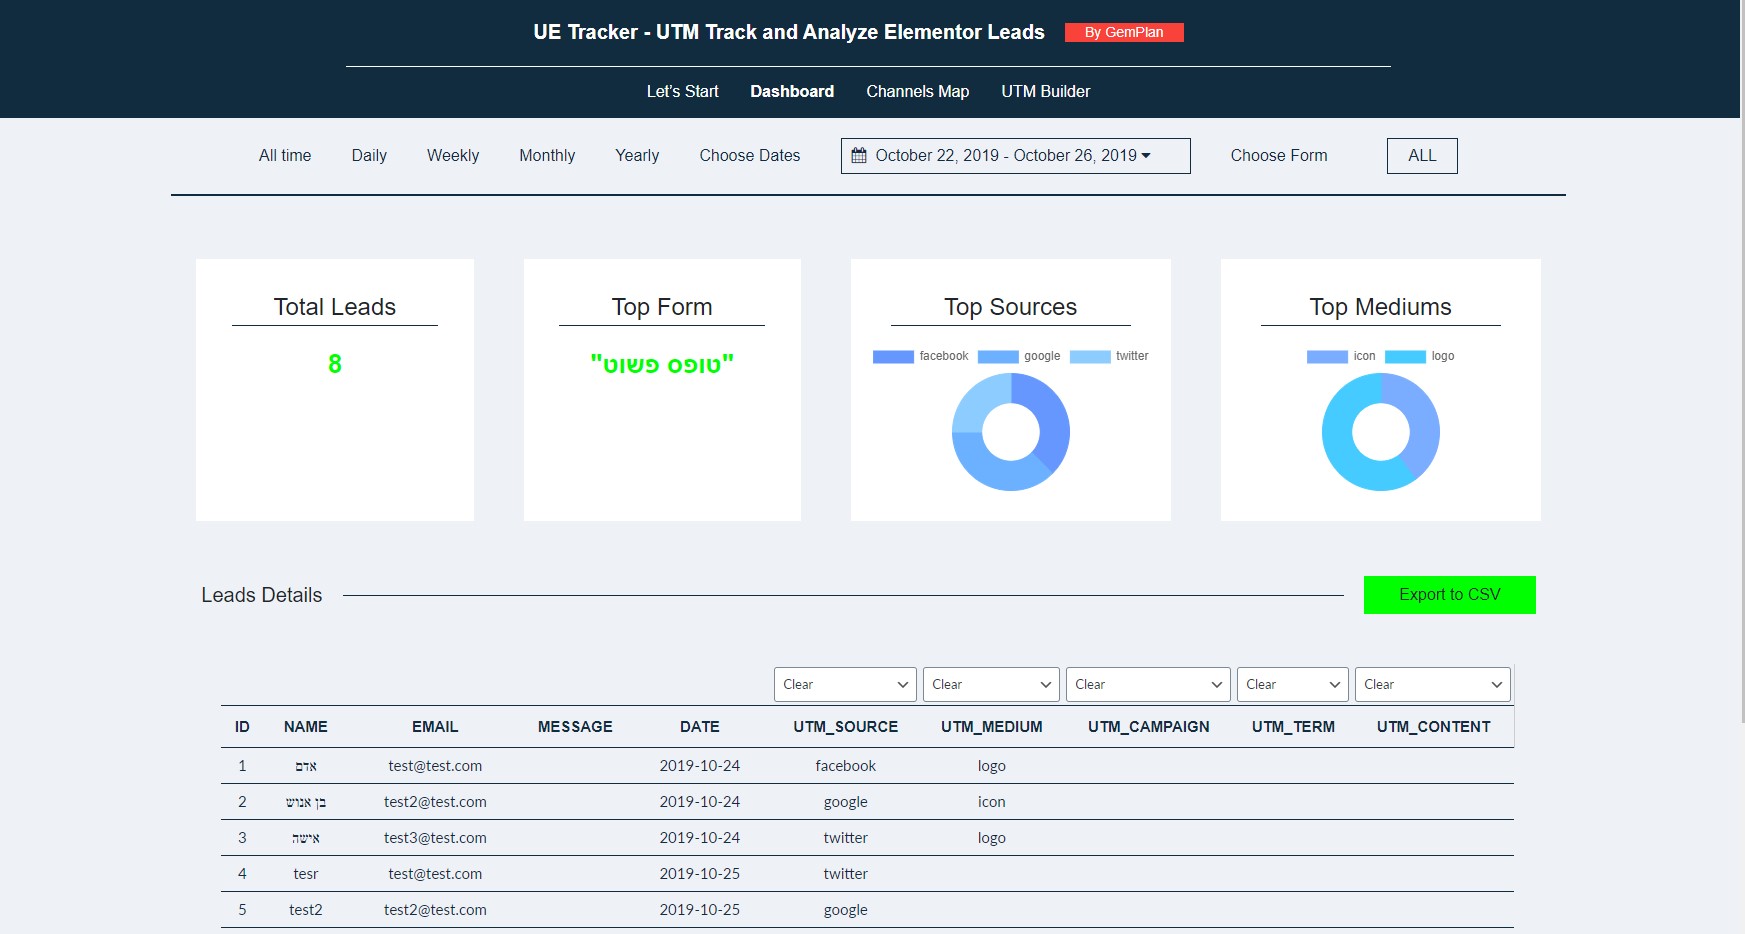 UE Tracker - UTM Track and Analyze Elementor Leads By GemPlan
Let's Start Dashboard Channels Map UTM Builder
All time Daily Weekly Monthly Yearly Choose Dates October 22, 2019 - October 26, 2019 Choose Form ALL
Total Leads
8
Top Form
"טופס פשוט"
Top Sources
facebook google twitter
Top Mediums
icon logo
Leads Details Export to CSV
Clear Clear Clear Clear Clear
ID NAME EMAIL MESSAGE DATE UTM_SOURCE UTM_MEDIUM UTM_CAMPAIGN UTM_TERM UTM_CONTENT
1 אדם test@test.com 2019-10-24 facebook logo
2 בן אנוש test2@test.com 2019-10-24 google icon
3 אישה test3@test.com 2019-10-24 twitter logo
4 tesr test@test.com 2019-10-25 twitter
5 test2 test2@test.com 2019-10-25 google